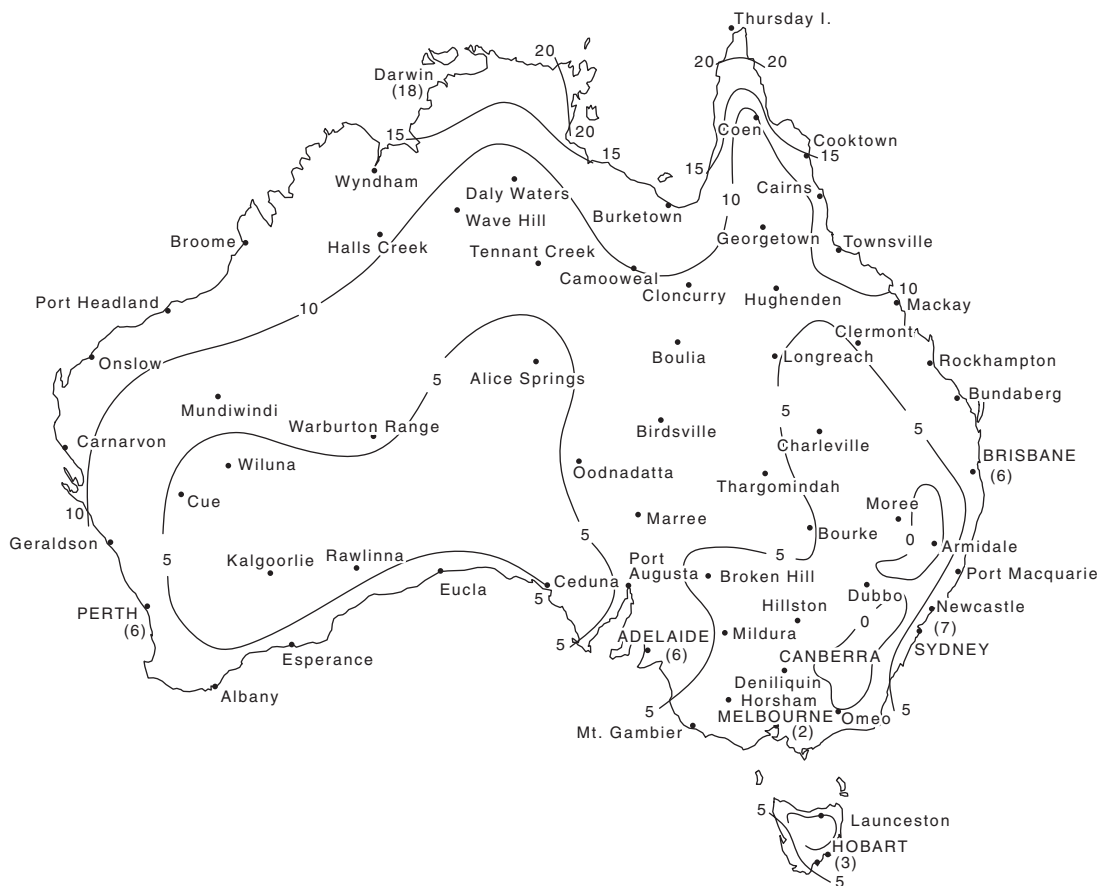 Thursday I.
20
20
20
Darwin
(18)
20
15
Coen
Cooktown
15
15
15
Wyndham
Daly Waters
Cairns
10
Wave Hill
Burketown
Broome
Halls Creek
Georgetown
Townsville
Tennant Creek
Camooweal
Cloncurry
Hughenden
10
Port Headland
10
Mackay
Clermont
Onslow
Boulia
Longreach
Rockhampton
5
Alice Springs
Mundiwindi
Bundaberg
5
5
Warburton Range
Birdsville
Charleville
Carnarvon
Wiluna
Oodnadatta
BRISBANE
(6)
Thargomindah
Cue
Moree
10
Marree
5
Bourke
0
Geraldson
Armidale
5
Kalgoorlie
Rawlinna
5
Port
Augusta
Broken Hill
Port Macquarie
Eucla
Ceduna
5
Dubbo
PERTH
(6)
Hillston
0
Newcastle
(7)
ADELAIDE
(6)
Mildura
5
SYDNEY
Esperance
CANBERRA
Albany
Deniliquin
5
Horsham
MELBOURNE
(2)
Omeo
5
Mt. Gambier
5
Launceston
HOBART
(3)
5